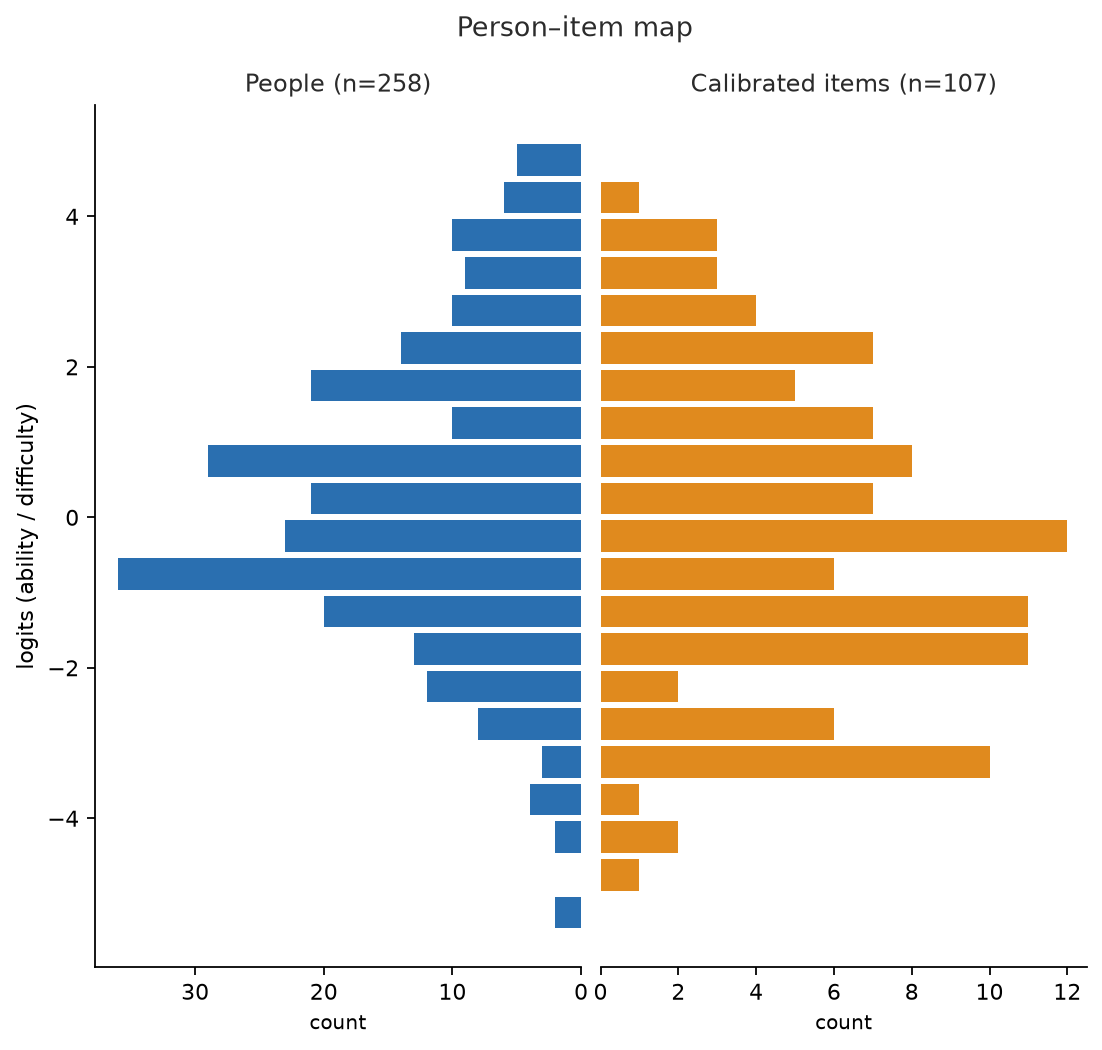 Person–item map
People (n=258)
Calibrated items (n=107)
logits (ability / difficulty)
4
2
0
−2
−4
30 20 10 0
0 2 4 6 8 10 12
count
count